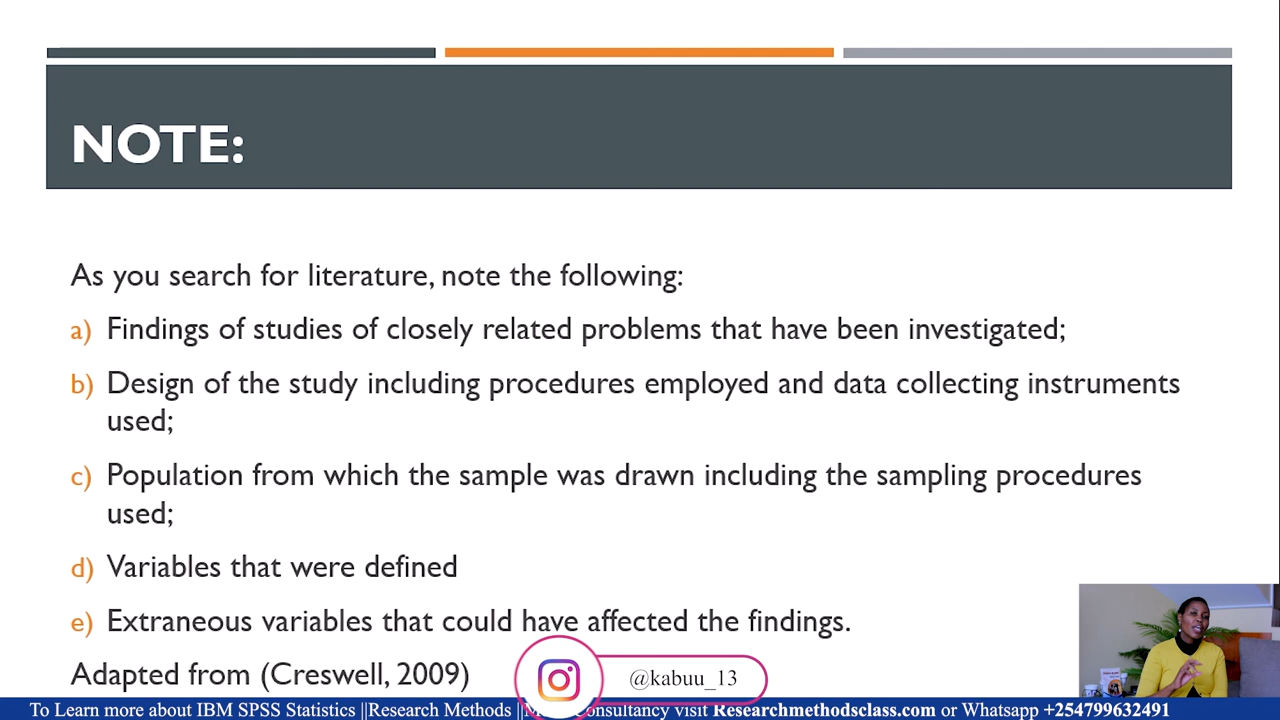 NOTE:
As you search for literature, note the following:
a) Findings of studies of closely related problems that have been investigated;
b) Design of the study including procedures employed and data collecting instruments
used;
c) Population from which the sample was drawn including the sampling procedures
used;
d) Variables that were defined
e) Extraneous variables that could have affected the findings.
Adapted from (Creswell, 2009)
@kabuu_13
To Learn more about IBM SPSS Statistics ||Research Methods || Consultancy visit Researchmethodsclass.com or Whatsapp +254799632491